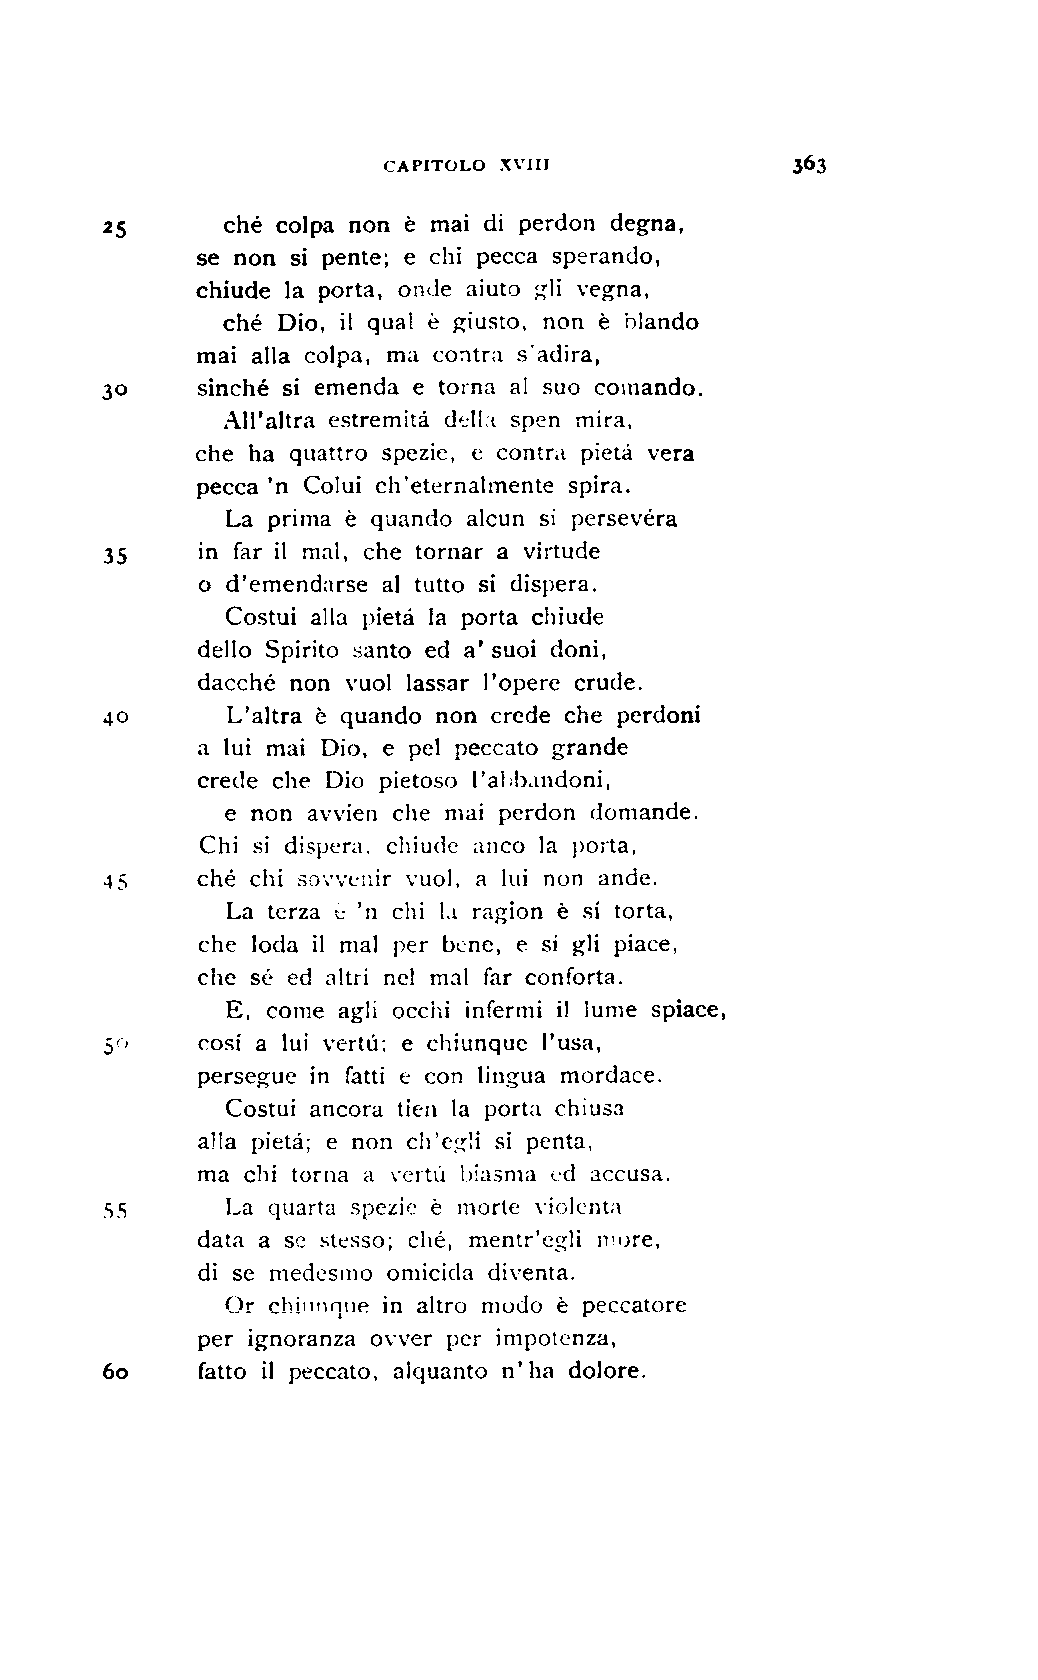 CAPITOLO XVIII 363
25 ché colpa non è mai di perdon degna,
se non si pente; e chi pecca sperando,
chiude la porta, onde aiuto gli vegna,
ché Dio, il qual è giusto, non è blando
mai alla colpa, ma contra s'adira,
30 sinché si emenda e torna al suo comando.
All'altra estremitá della spen mira,
che ha quattro spezie, e contra pietá vera
pecca 'n Colui ch'eternalmente spira.
La prima è quando alcun si persevéra
35 in far il mal, che tornar a virtude
o d'emendarse al tutto si dispera.
Costui alla pietá la porta chiude
dello Spirito santo ed a' suoi doni,
dacché non vuol lassar l'opere crude.
40 L'altra è quando non crede che perdoni
a lui mai Dio, e pel peccato grande
crede che Dio pietoso l'abbandoni,
e non avvien che mai perdon domande.
Chi si dispera, chiude anco la porta,
45 ché chi sovvenir vuol, a lui non ande.
La terza è 'n chi la ragion è sí torta,
che loda il mal per bene, e si gli piace,
che sé ed altri nel mal far conforta.
E, come agli occhi infermi il lume spiace,
50 cosí a lui vertú; e chiunque l'usa,
persegue in fatti e con lingua mordace.
Costui ancora tien la porta chiusa
alla pietá; e non ch'egli si penta,
ma chi torna a vertú biasma ed accusa.
55 La quarta spezie è morte violenta
data a se stesso; ché, mentr'egli more,
di se medesmo omicida diventa.
Or chiunque in altro modo è peccatore
per ignoranza ovver per impotenza,
60 fatto il peccato, alquanto n'ha dolore.